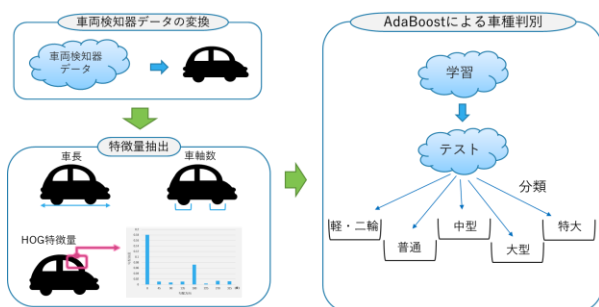 車両検知器データの変換
車両検知器
データ
特徴量抽出
車長
車軸数
HOG特徴量
AdaBoostによる車種判別
学習
テスト
分類
軽・二輪
普通
中型
大型
特大